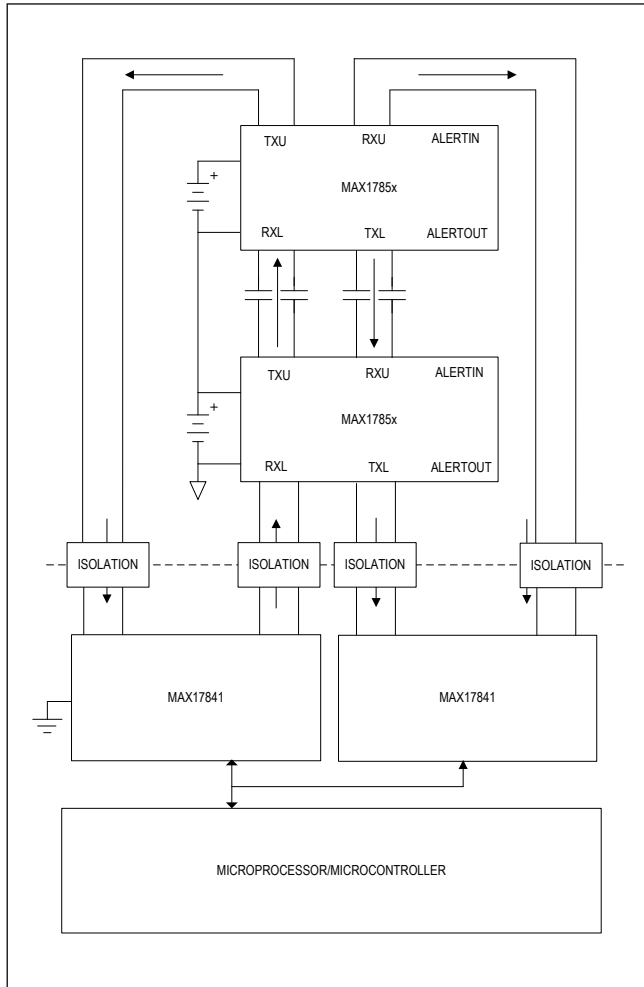 TXU RXU ALERTIN
+
MAX1785x
RXL TXL ALERTOUT
TXU RXU ALERTIN
+
MAX1785x
RXL TXL ALERTOUT
ISOLATION ISOLATION ISOLATION ISOLATION
MAX17841 MAX17841
MICROPROCESSOR/MICROCONTROLLER